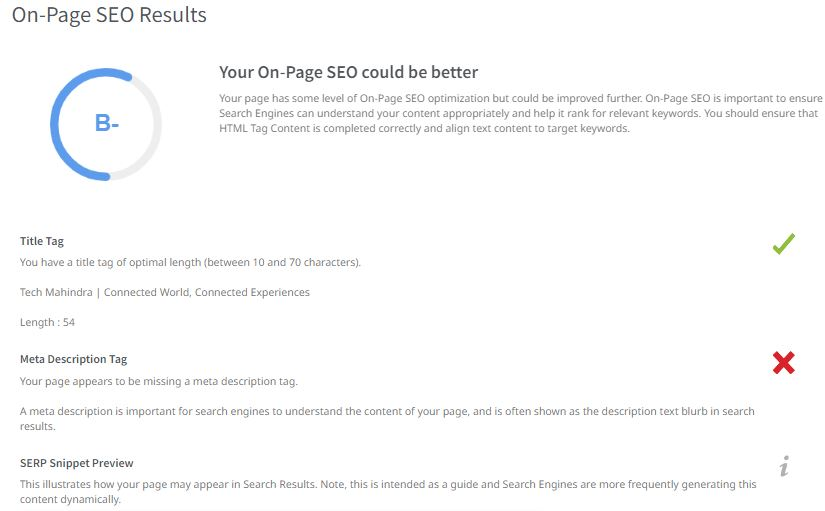 On-Page SEO Results
B-
Your On-Page SEO could be better
Your page has some level of On-Page SEO optimization but could be improved further. On-Page SEO is important to ensure
Search Engines can understand your content appropriately and help it rank for relevant keywords. You should ensure that
HTML Tag Content is completed correctly and align text content to target keywords.
Title Tag
You have a title tag of optimal length (between 10 and 70 characters).
Tech Mahindra | Connected World, Connected Experiences
Length : 54
Meta Description Tag
Your page appears to be missing a meta description tag.
A meta description is important for search engines to understand the content of your page, and is often shown as the description text blurb in search
results.
SERP Snippet Preview
This illustrates how your page may appear in Search Results. Note, this is intended as a guide and Search Engines are more frequently generating this
content dynamically.